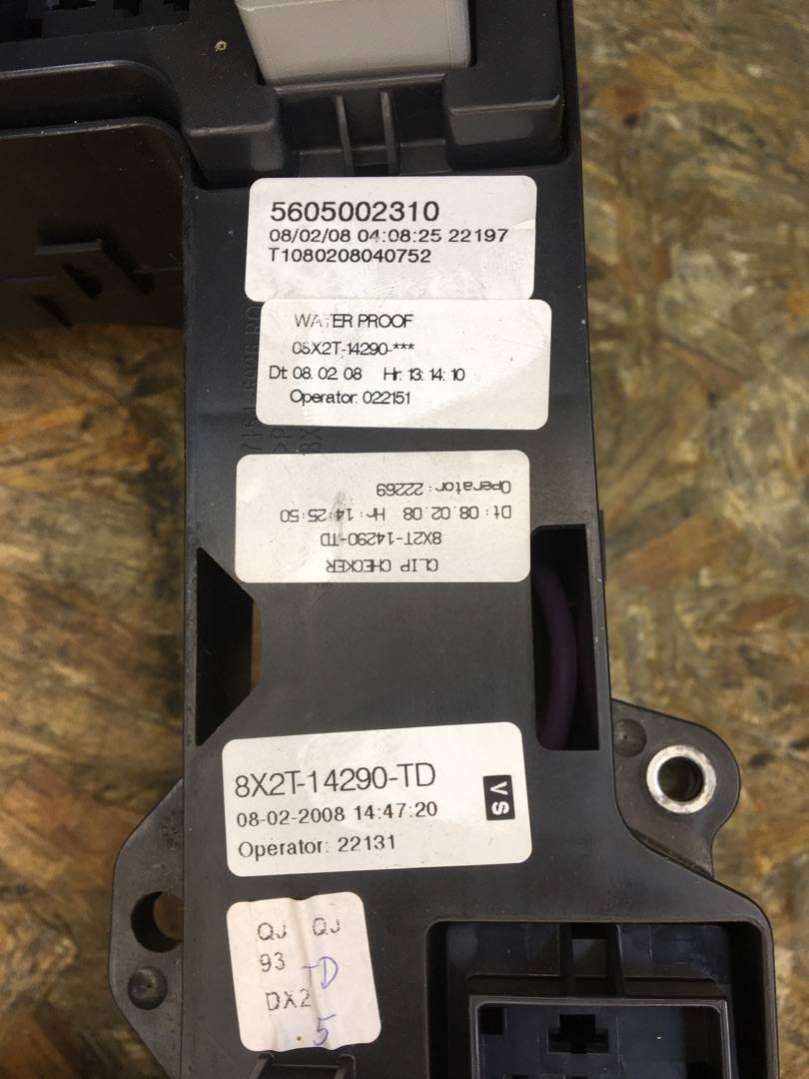 5605002310
08/02/08 04:08:25 22197
T1080208040752
WATER PROOF
08X2T-14290-***
Dt: 08. 02. 08 Hr: 13: 14: 10
Operator: 022151
CLIP CHECKER
8X2T-14290-TD
Dt: 08.02.08 Hr: 14:25:50
Operator: 22269
8X2T-14290-TD
08-02-2008 14:47:20
VS
Operator: 22131
QJ QJ
93 -TD
DX2
5